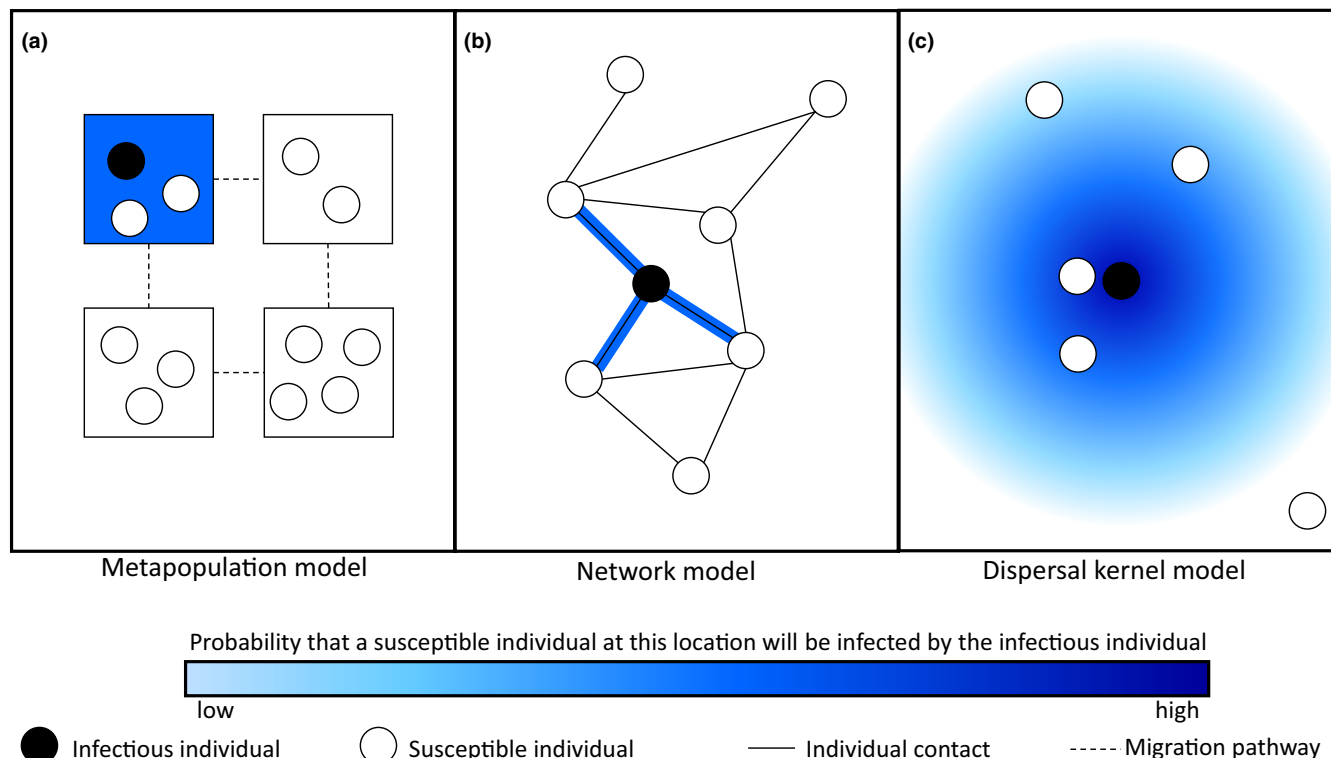 (a)
(b)
(c)
Metapopulation model
Network model
Dispersal kernel model
Probability that a susceptible individual at this location will be infected by the infectious individual
low
high
Infectious individual
Susceptible individual
Individual contact
Migration pathway